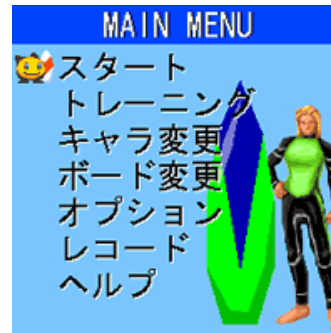 MAIN MENU
スタート
トレーニング
キャラ変更
ボード変更
オプション
レコード
ヘルプ